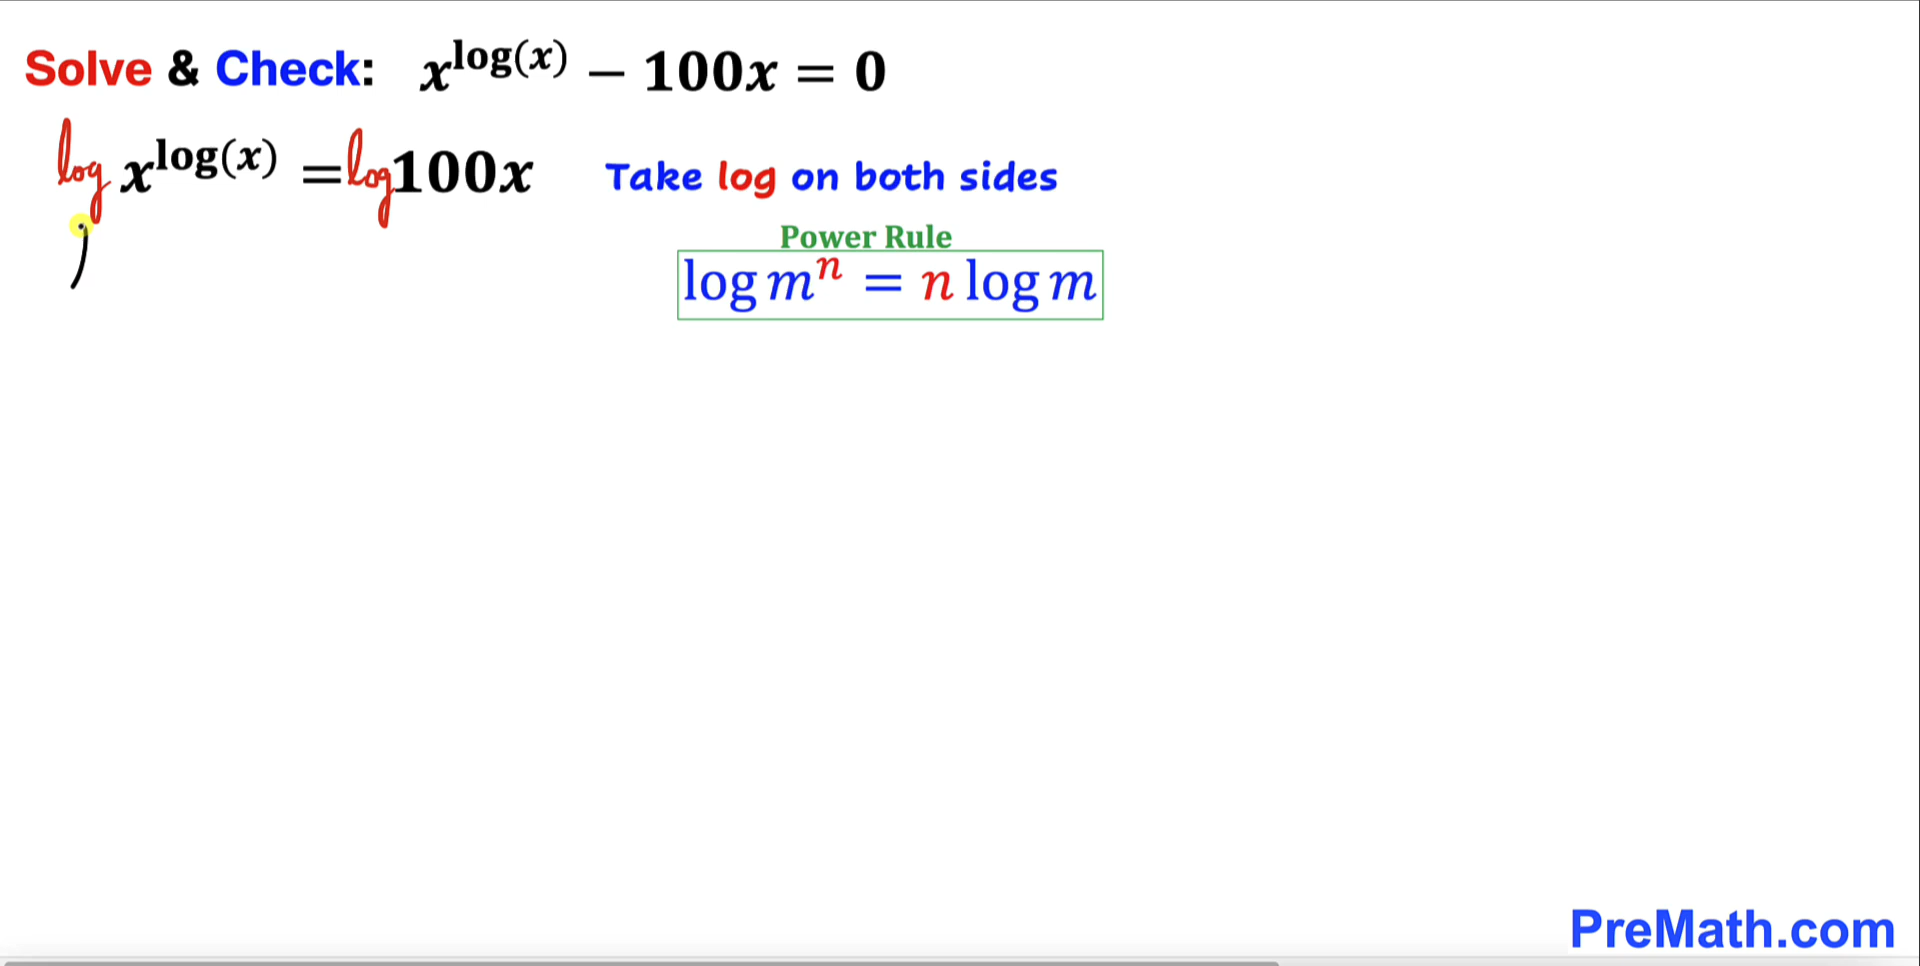 Solve & Check: x^log(x) − 100x = 0
log x^log(x) = log 100x Take log on both sides
Power Rule
log m^n = n log m
PreMath.com